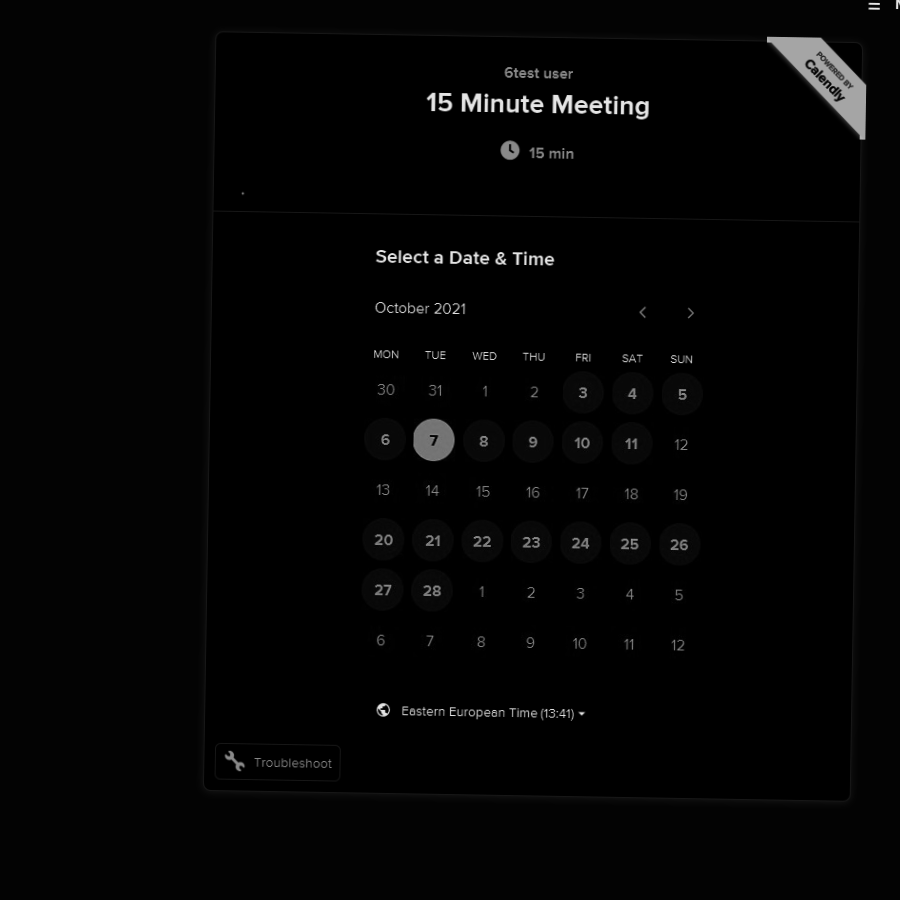 POWERED BY
Calendly
6test user
15 Minute Meeting
15 min
Select a Date & Time
October 2021
MON TUE WED THU FRI SAT SUN
30 31 1 2 3 4 5
6 7 8 9 10 11 12
13 14 15 16 17 18 19
20 21 22 23 24 25 26
27 28 1 2 3 4 5
6 7 8 9 10 11 12
Eastern European Time (13:41)
Troubleshoot